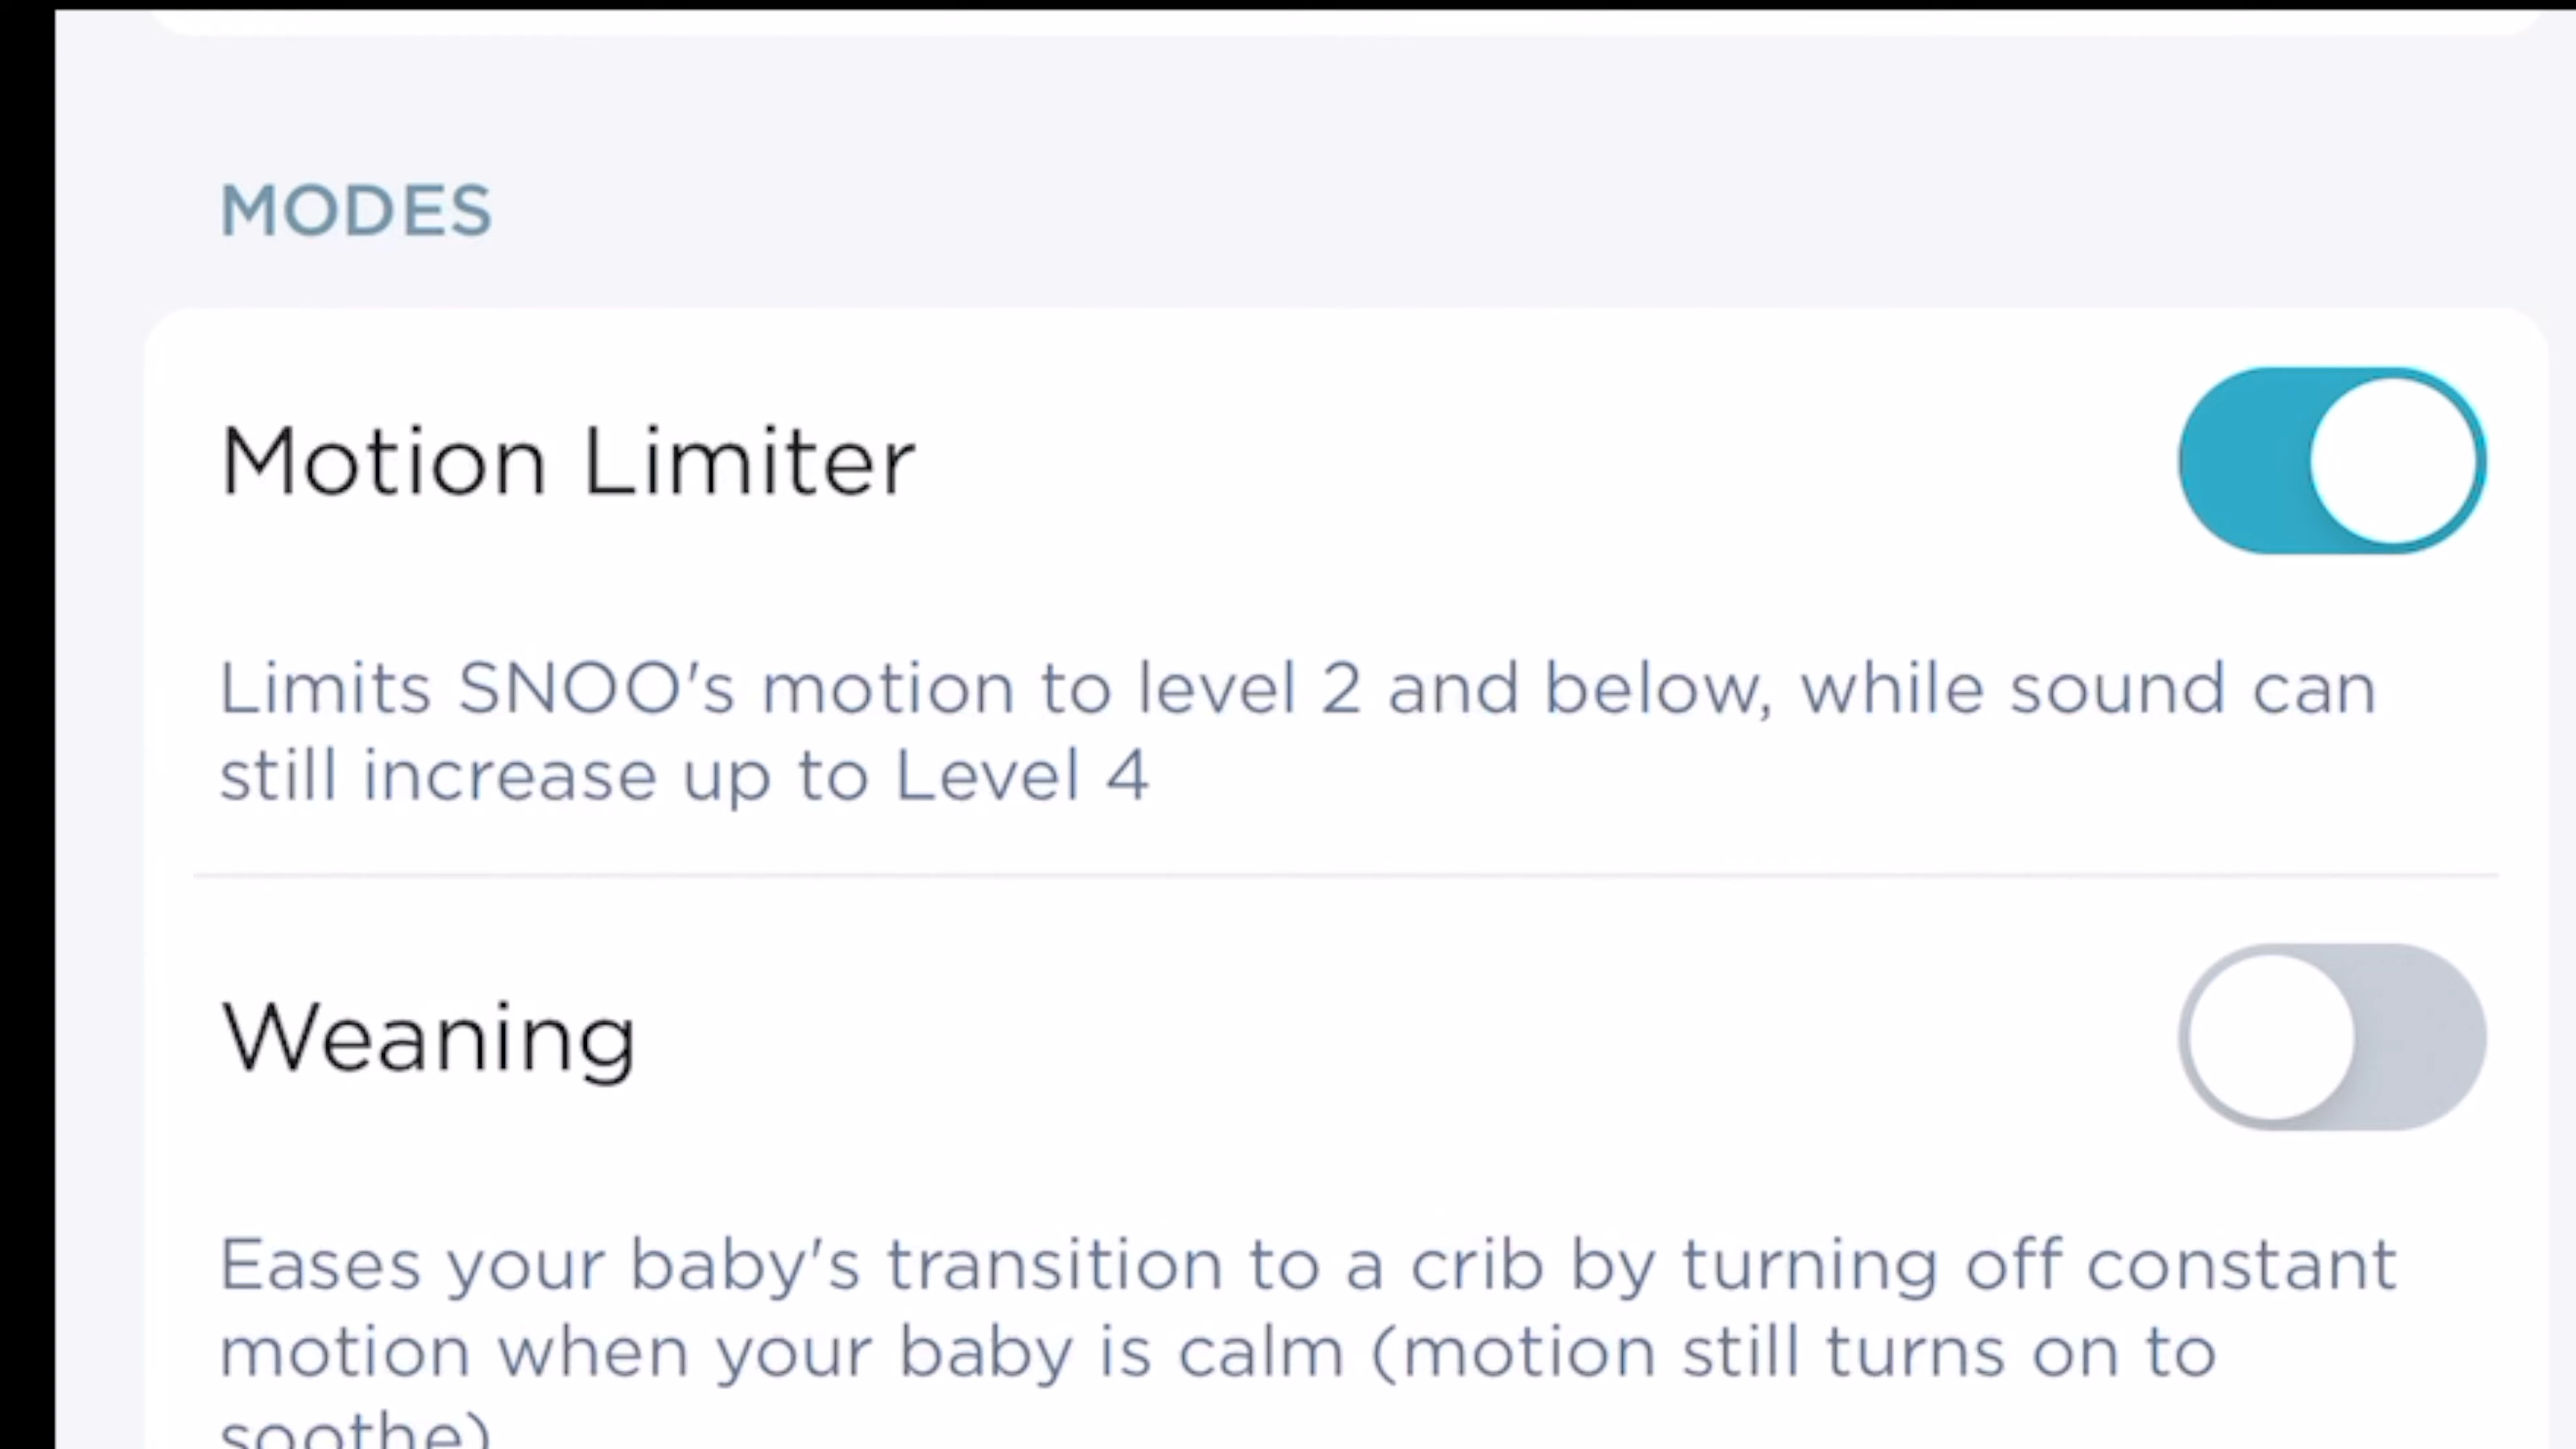 MODES
Motion Limiter
Limits SNOO's motion to level 2 and below, while sound can
still increase up to Level 4
Weaning
Eases your baby's transition to a crib by turning off constant
motion when your baby is calm (motion still turns on to
soothe)